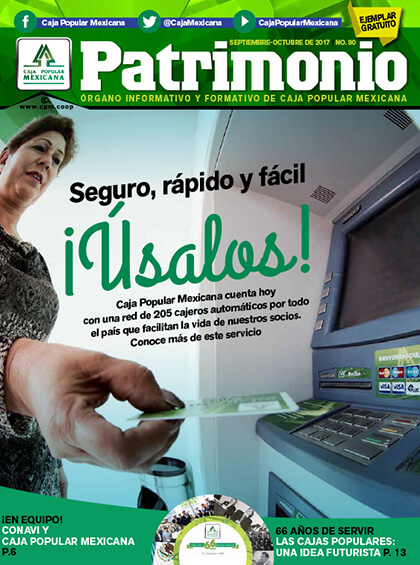 Caja Popular Mexicana
@CajaMexicana
CajaPopularMexicana
EJEMPLAR
GRATUITO
SEPTIEMBRE-OCTUBRE DE 2017 NO. 80
CAJA POPULAR
MEXICANA
www.cpm.coop
Patrimonio
ÓRGANO INFORMATIVO Y FORMATIVO DE CAJA POPULAR MEXICANA
Seguro, rápido y fácil
¡Úsalos!
Caja Popular Mexicana cuenta hoy
con una red de 205 cajeros automáticos por todo
el país que facilitan la vida de nuestros socios.
Conoce más de este servicio
VISA
¡EN EQUIPO!
CONAVI Y
CAJA POPULAR MEXICANA
P.6
66
66 AÑOS DE SERVIR
LAS CAJAS POPULARES:
UNA IDEA FUTURISTA P. 13